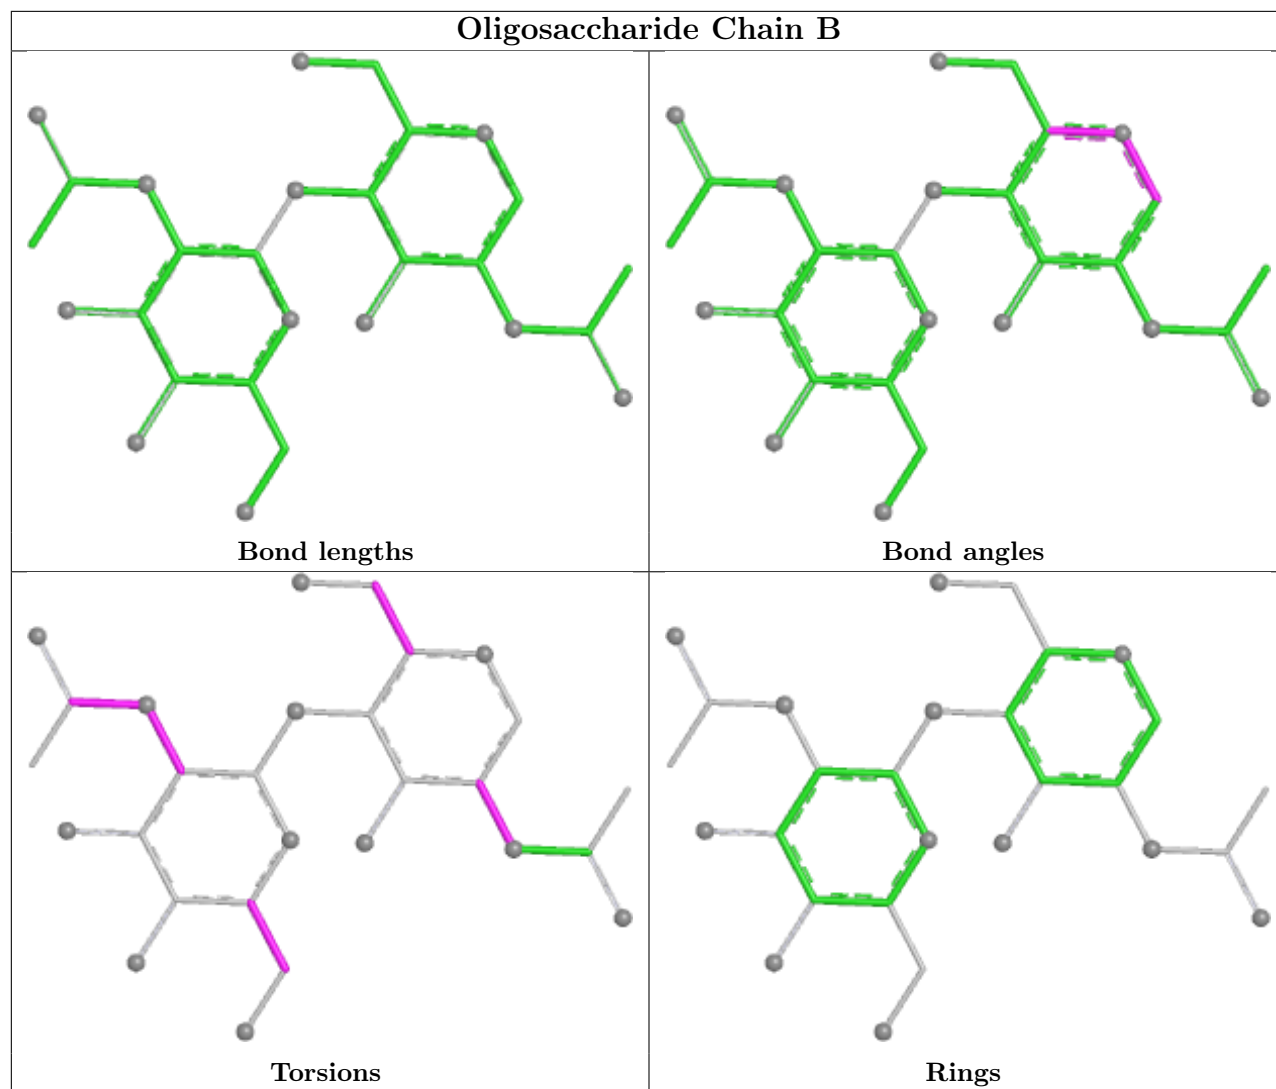 Oligosaccharide Chain B
Bond lengths
Bond angles
Torsions
Rings